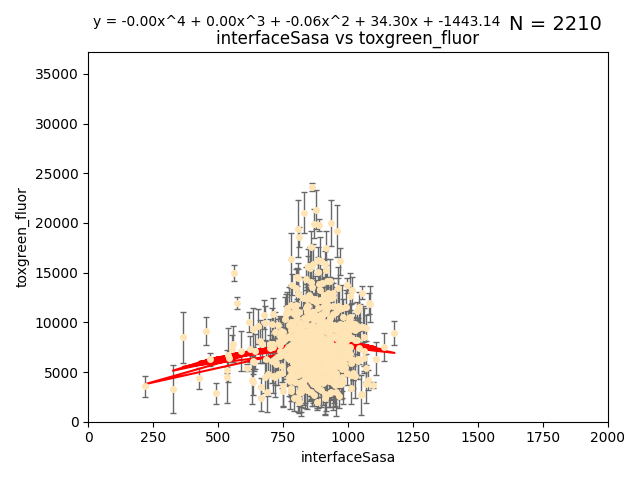 y = -0.00x^4 + 0.00x^3 + -0.06x^2 + 34.30x + -1443.14 N = 2210
interfaceSasa vs toxgreen_fluor
35000
30000
25000
20000
15000
10000
5000
0
toxgreen_fluor
0 250 500 750 1000 1250 1500 1750 2000
interfaceSasa